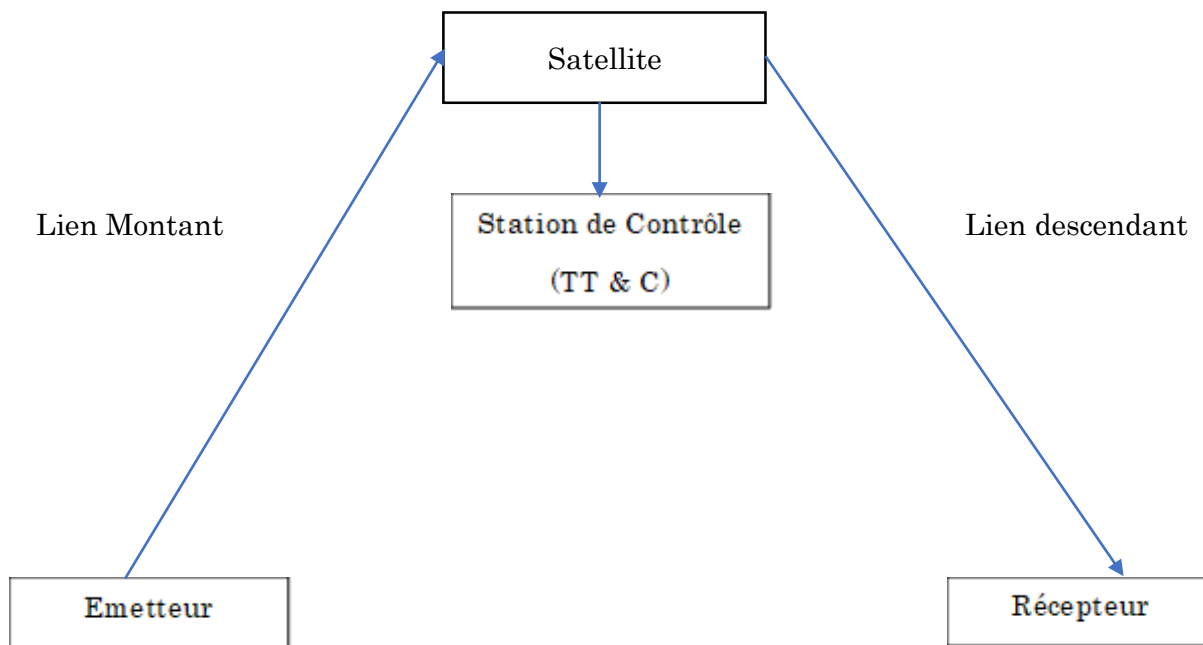 Satellite
Station de Contrôle
(TT & C)
Lien Montant
Lien descendant
Emetteur
Récepteur